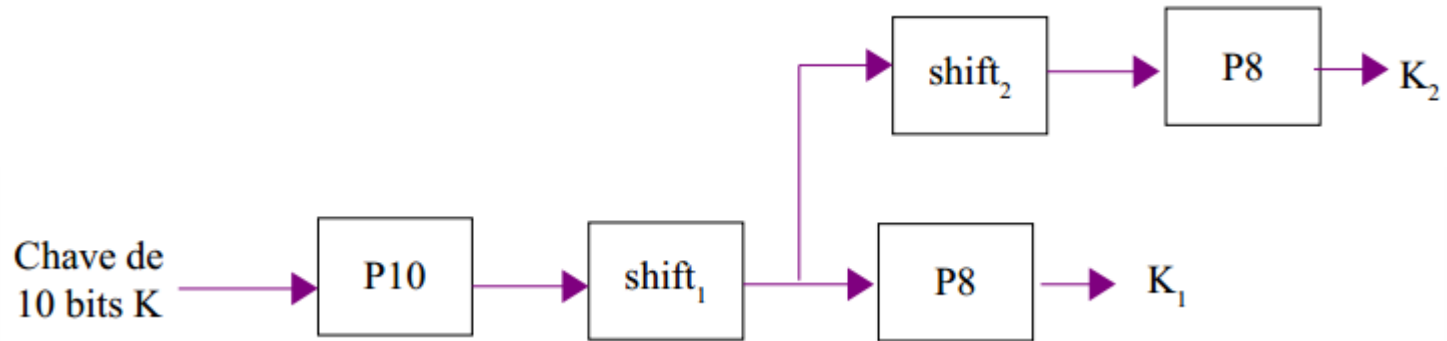 shift₂
P8
K₂
Chave de
10 bits K
P10
shift₁
P8
K₁